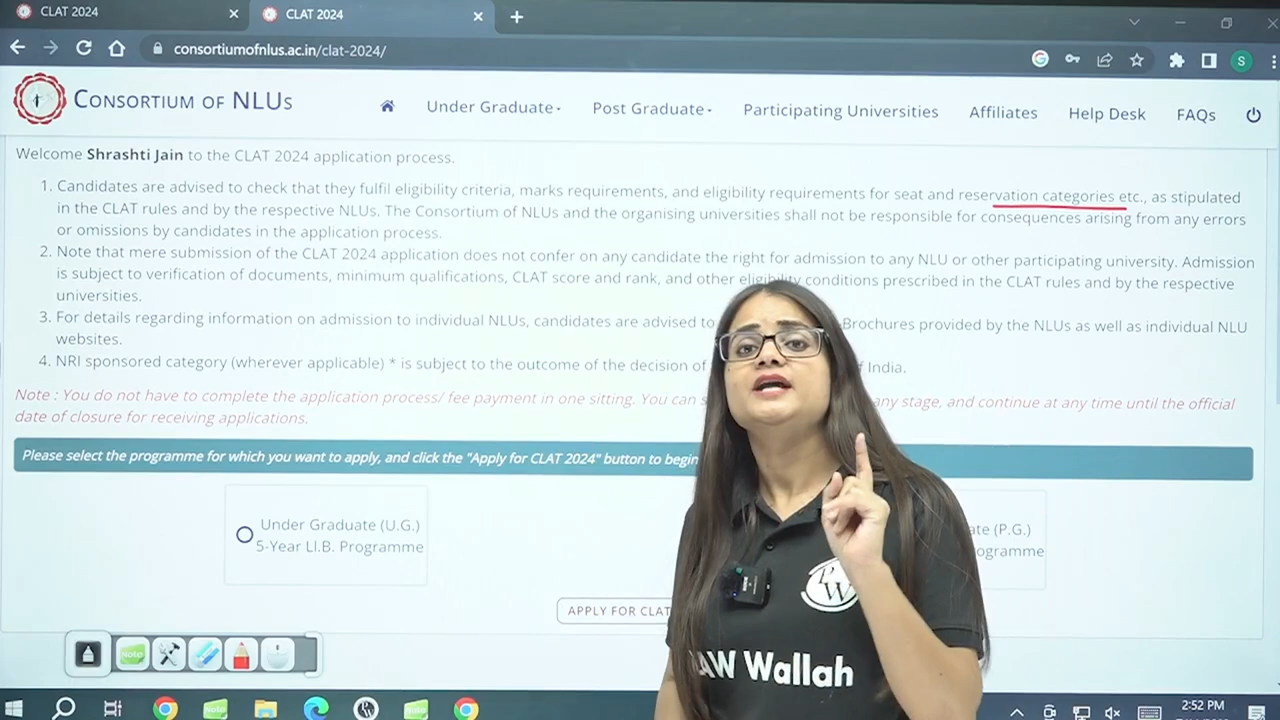 CLAT 2024
CLAT 2024
consortiumofnlus.ac.in/clat-2024/
S
CONSORTIUM OF NLUS
Under Graduate
Post Graduate
Participating Universities
Affiliates
Help Desk
FAQs
Welcome Shrashti Jain to the CLAT 2024 application process.
1. Candidates are advised to check that they fulfil eligibility criteria, marks requirements, and eligibility requirements for seat and reservation categories etc., as stipulated
in the CLAT rules and by the respective NLUs. The Consortium of NLUs and the organising universities shall not be responsible for consequences arising from any errors
or omissions by candidates in the application process.
2. Note that mere submission of the CLAT 2024 application does not confer on any candidate the right for admission to any NLU or other participating university. Admission
is subject to verification of documents, minimum qualifications, CLAT score and rank, and other eligibility conditions prescribed in the CLAT rules and by the respective
universities.
3. For details regarding information on admission to individual NLUs, candidates are advised to Brochures provided by the NLUs as well as individual NLU
websites.
4. NRI sponsored category (wherever applicable) * is subject to the outcome of the decision of India.
Note : You do not have to complete the application process/ fee payment in one sitting. You can any stage, and continue at any time until the official
date of closure for receiving applications.
Please select the programme for which you want to apply, and click the "Apply for CLAT 2024" button to begin
Under Graduate (U.G.)
5-Year Ll.B. Programme
(P.G.)
APPLY FOR CLAT
Note
PW
Wallah
2:52 PM